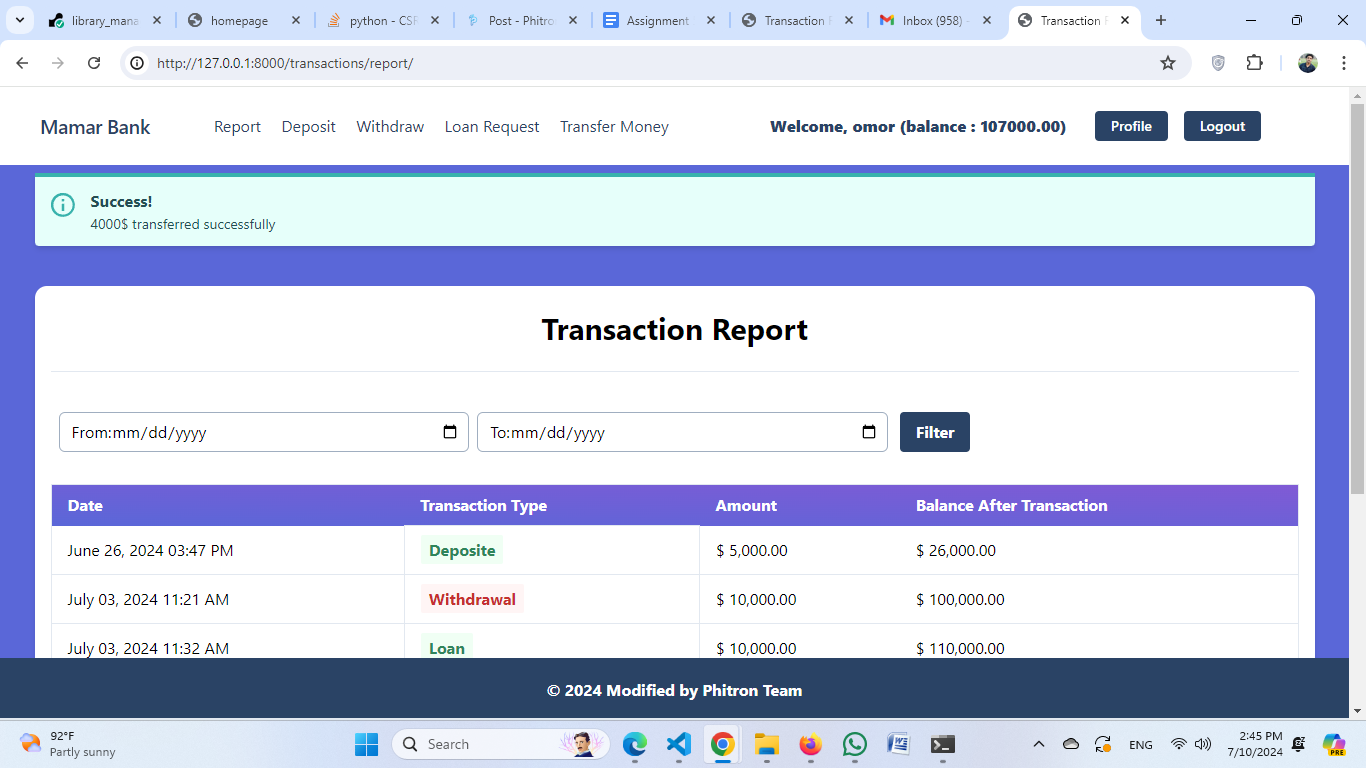 library_mana
homepage
python - CSF
Post - Phitro
Assignment
Transaction F
Inbox (958) -
Transaction F
http://127.0.0.1:8000/transactions/report/
Mamar Bank Report Deposit Withdraw Loan Request Transfer Money Welcome, omor (balance : 107000.00) Profile Logout
Success!
4000$ transferred successfully
Transaction Report
From:mm/dd/yyyy To:mm/dd/yyyy Filter
Date Transaction Type Amount Balance After Transaction
June 26, 2024 03:47 PM Deposite $ 5,000.00 $ 26,000.00
July 03, 2024 11:21 AM Withdrawal $ 10,000.00 $ 100,000.00
July 03, 2024 11:32 AM Loan $ 10,000.00 $ 110,000.00
© 2024 Modified by Phitron Team
92°F
Partly sunny
Search
ENG
2:45 PM
7/10/2024
PRE